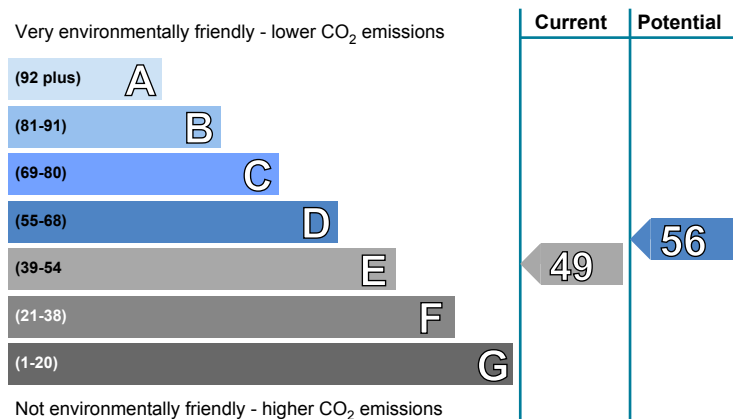 Very environmentally friendly - lower CO₂ emissions
Current
Potential
(92 plus) A
(81-91) B
(69-80) C
(55-68) D
(39-54 E
(21-38) F
(1-20) G
49
56
Not environmentally friendly - higher CO₂ emissions